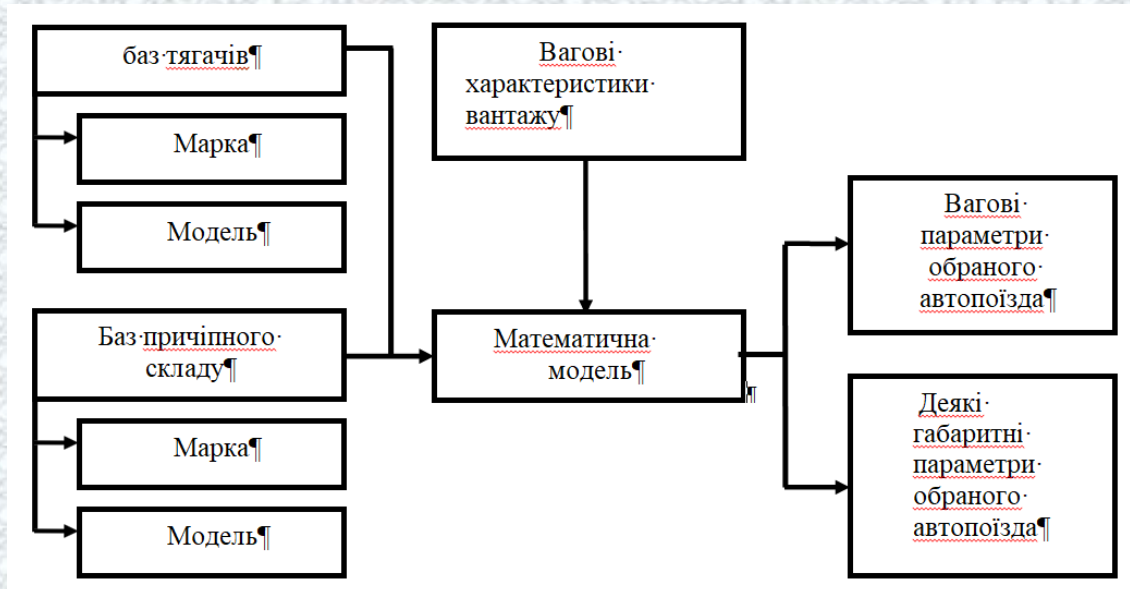 баз·тягачів¶
Марка¶
Модель¶
Баз·причіпного·
складу¶
Марка¶
Модель¶
Вагові·
характеристики·
вантажу¶
Математична·
модель¶
¶
Вагові·
параметри·
обраного·
автопоїзда¶
Деякі·
габаритні·
параметри·
обраного·
автопоїзда¶